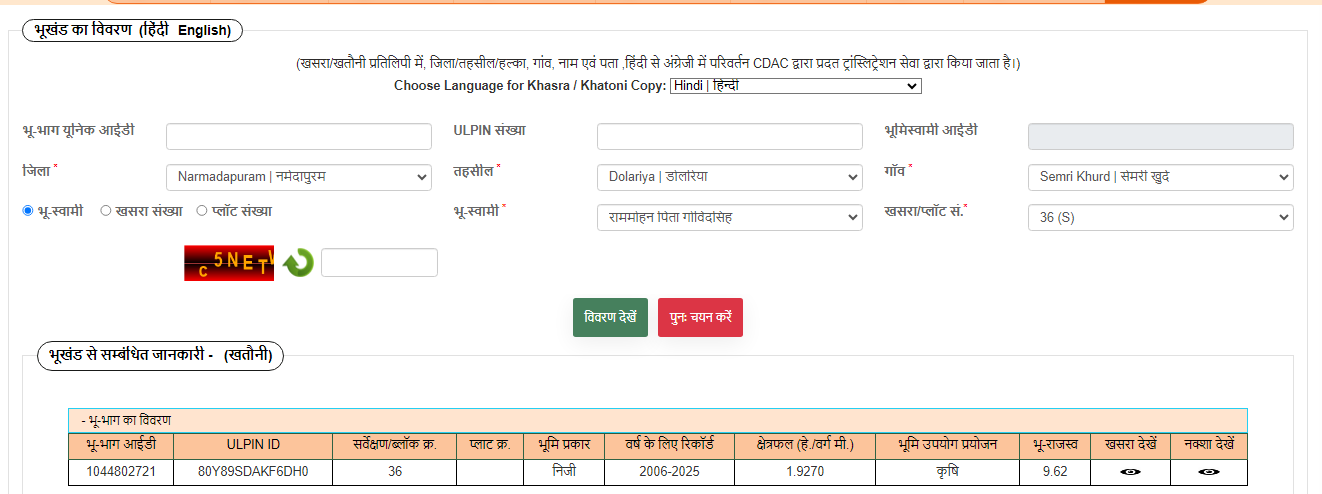 भूखंड का विवरण (हिंदी English)
(खसरा/खतौनी प्रतिलिपी में, जिला/तहसील/हल्का, गांव, नाम एवं पता ,हिंदी से अंग्रेजी में परिवर्तन CDAC द्वारा प्रदत ट्रांस्लिट्रेशन सेवा द्वारा किया जाता है।)
Choose Language for Khasra / Khatoni Copy: Hindi | हिन्दी
भू-भाग यूनिक आईडी ULPIN संख्या भूमिस्वामी आईडी
जिला * Narmadapuram | नर्मदापुरम तहसील * Dolariya | डोलरिया गाँव * Semri Khurd | सेमरी खुर्द
भू-स्वामी खसरा संख्या प्लॉट संख्या भू-स्वामी * राममोहन पिता गोविंदसिंह खसरा/प्लॉट सं.* 36 (S)
c5NET
विवरण देखें पुनः चयन करें
भूखंड से सम्बंधित जानकारी - (खतौनी)
- भू-भाग का विवरण
भू-भाग आईडी ULPIN ID सर्वेक्षण/ब्लॉक क्र. प्लाट क्र. भूमि प्रकार वर्ष के लिए रिकॉर्ड क्षेत्रफल (हे./वर्ग मी.) भूमि उपयोग प्रयोजन भू-राजस्व खसरा देखें नक्शा देखें
1044802721 80Y89SDAKF6DH0 36 निजी 2006-2025 1.9270 कृषि 9.62